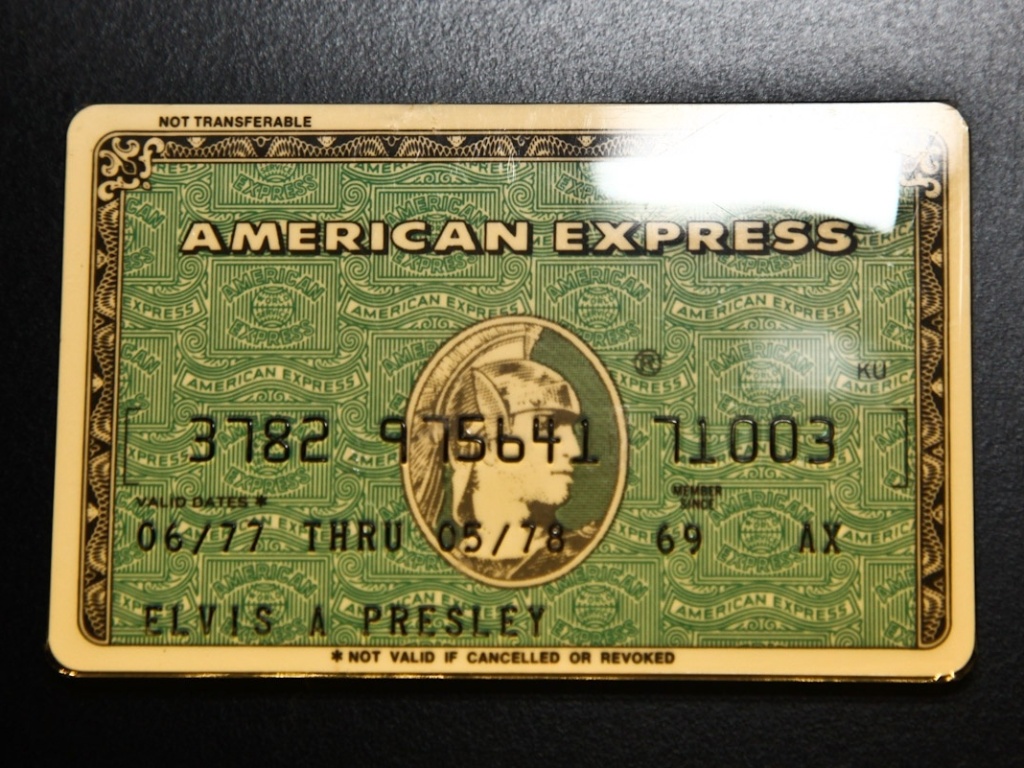 NOT TRANSFERABLE
AMERICAN EXPRESS
®
KU
3782 975641 71003
VALID DATES *
MEMBER
SINCE
06/77 THRU 05/78 69 AX
ELVIS A PRESLEY
* NOT VALID IF CANCELLED OR REVOKED